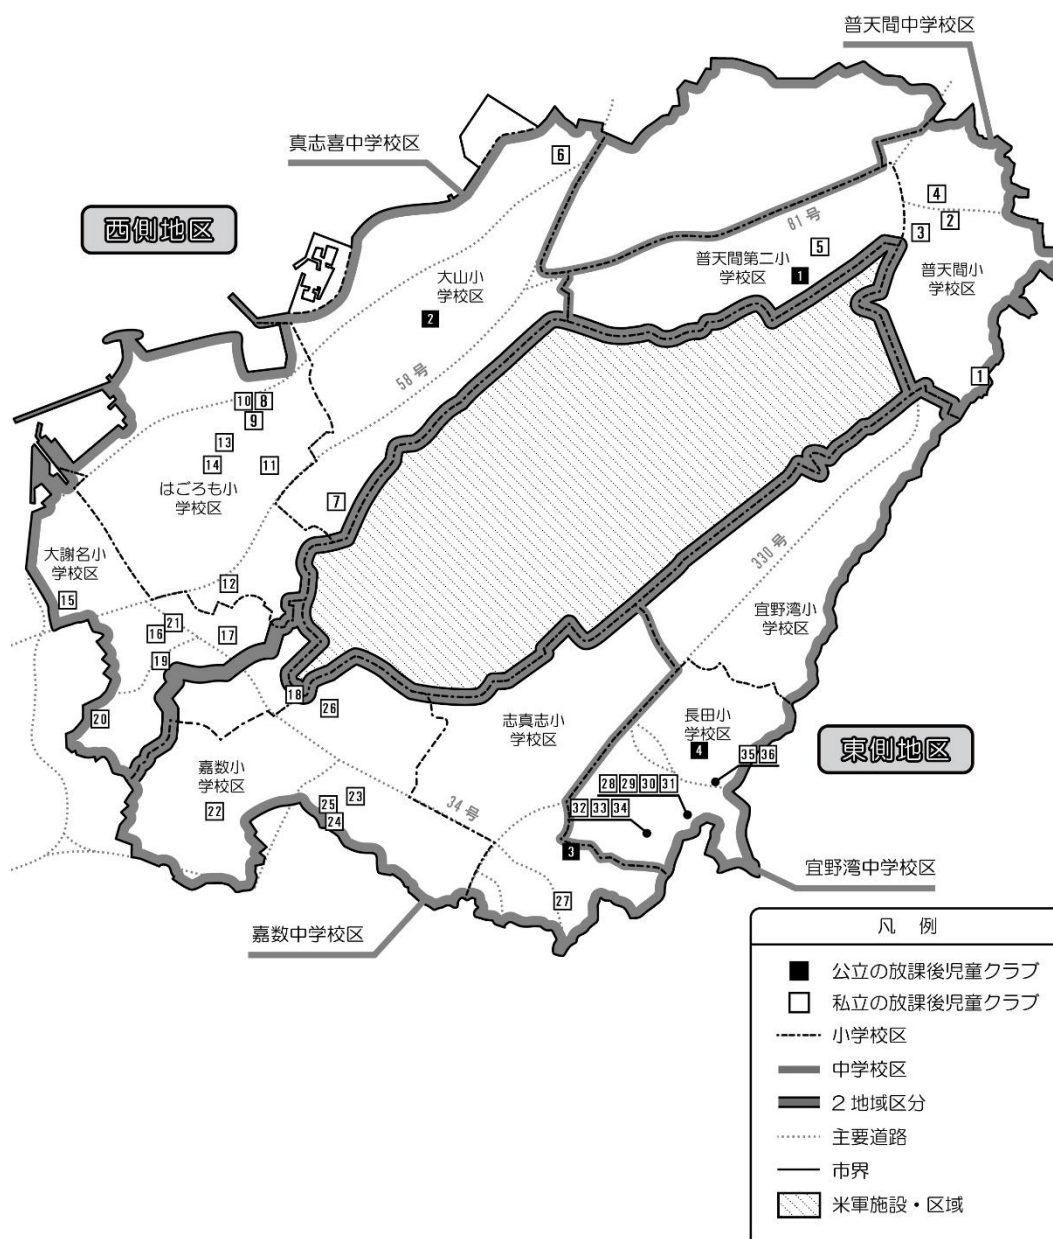 普天間中学校区
真志喜中学校区
西側地区
6
4
2
3
81号
5
普天間第二小
学校区
1
普天間小
学校区
大山小
学校区
2
58号
1
10 8
9
13
14
11
はごろも小
学校区
7
大謝名小
学校区
330号
12
15
宜野湾小
学校区
21
16
17
19
18
26
20
志真志小
学校区
長田小
学校区
4
東側地区
35 36
嘉数小
学校区
22
23
25
24
34号
28 29 30 31
32 33 34
3
宜野湾中学校区
27
嘉数中学校区
凡 例
公立の放課後児童クラブ
私立の放課後児童クラブ
小学校区
中学校区
2地域区分
主要道路
市界
米軍施設・区域